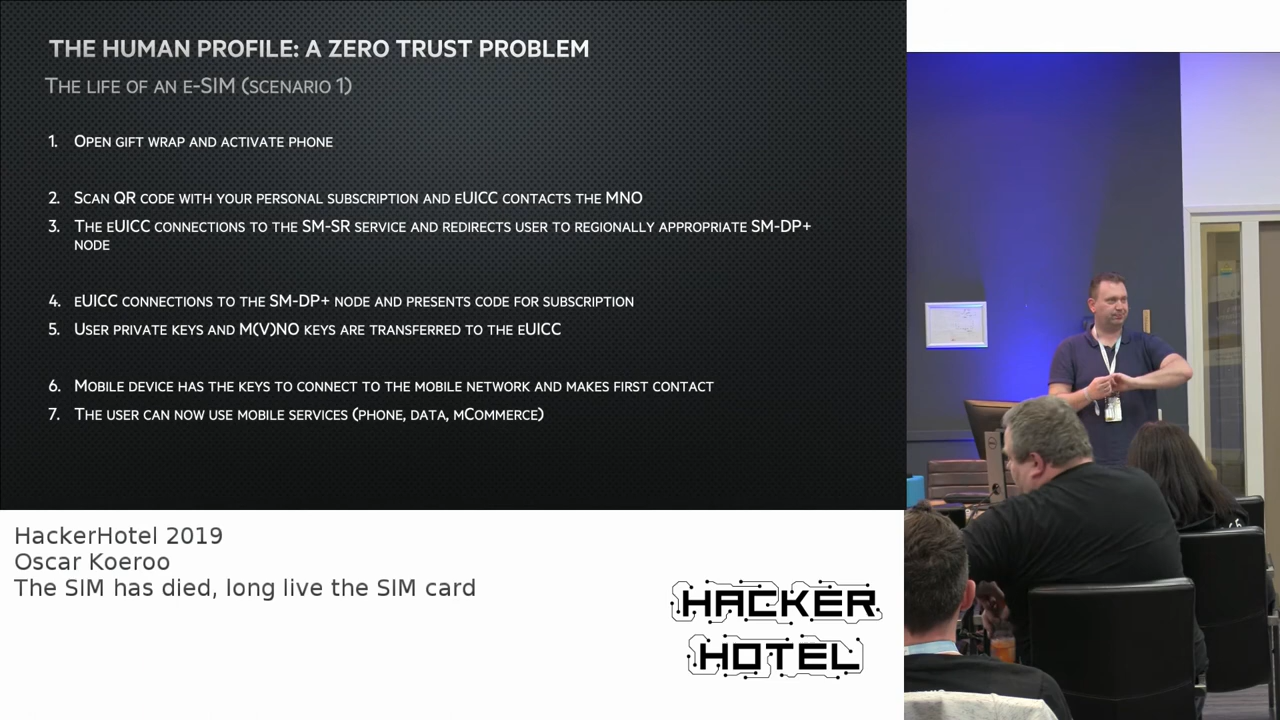 THE HUMAN PROFILE: A ZERO TRUST PROBLEM
THE LIFE OF AN E-SIM (SCENARIO 1)
1. OPEN GIFT WRAP AND ACTIVATE PHONE
2. SCAN QR CODE WITH YOUR PERSONAL SUBSCRIPTION AND EUICC CONTACTS THE MNO
3. THE EUICC CONNECTIONS TO THE SM-SR SERVICE AND REDIRECTS USER TO REGIONALLY APPROPRIATE SM-DP+
NODE
4. EUICC CONNECTIONS TO THE SM-DP+ NODE AND PRESENTS CODE FOR SUBSCRIPTION
5. USER PRIVATE KEYS AND M(V)NO KEYS ARE TRANSFERRED TO THE EUICC
6. MOBILE DEVICE HAS THE KEYS TO CONNECT TO THE MOBILE NETWORK AND MAKES FIRST CONTACT
7. THE USER CAN NOW USE MOBILE SERVICES (PHONE, DATA, MCOMMERCE)
HackerHotel 2019
Oscar Koeroo
The SIM has died, long live the SIM card
HACKER
HOTEL